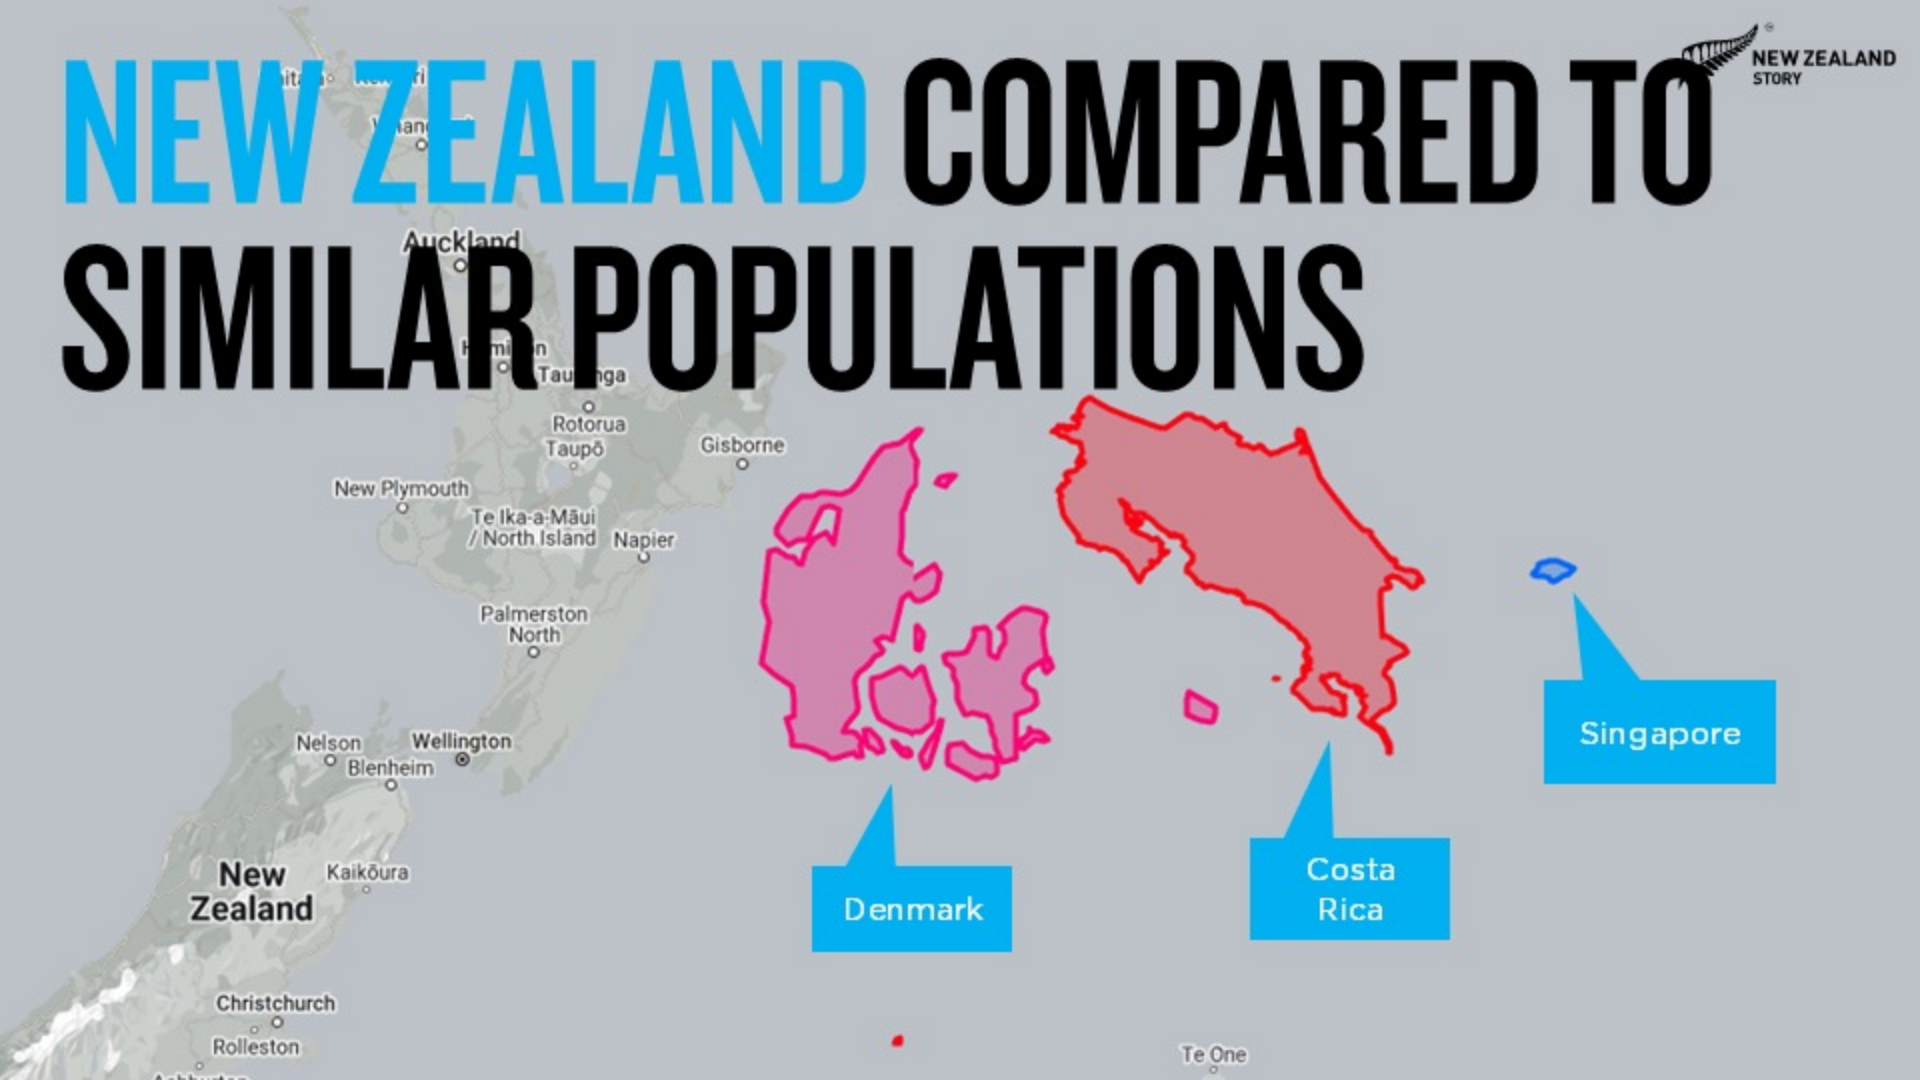 NEW ZEALAND COMPARED TO
SIMILAR POPULATIONS
®
NEW ZEALAND
STORY
Auckland
Rotorua
Taupō
Gisborne
New Plymouth
Te Ika-a-Māui
/ North Island
Napier
Palmerston
North
Nelson
Wellington
Blenheim
New
Zealand
Kaikōura
Christchurch
Rolleston
Te One
Denmark
Costa
Rica
Singapore